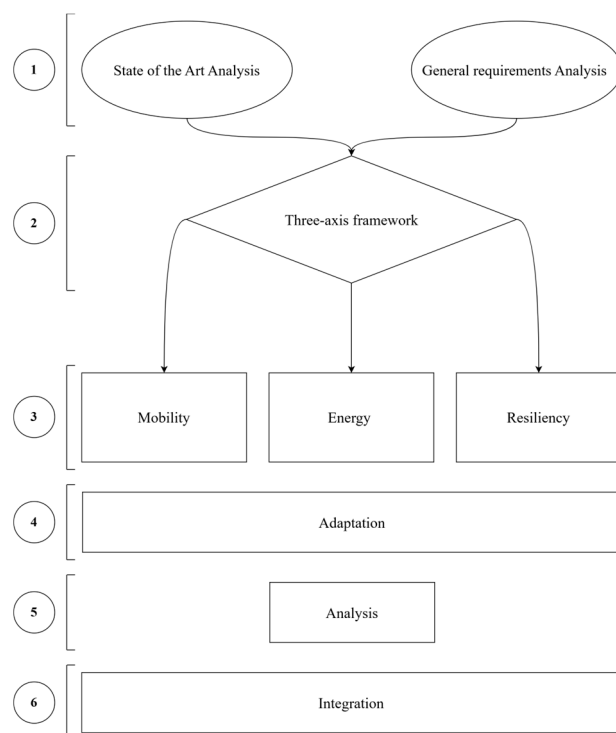 1
State of the Art Analysis
General requirements Analysis
2
Three-axis framework
3
Mobility
Energy
Resiliency
4
Adaptation
5
Analysis
6
Integration